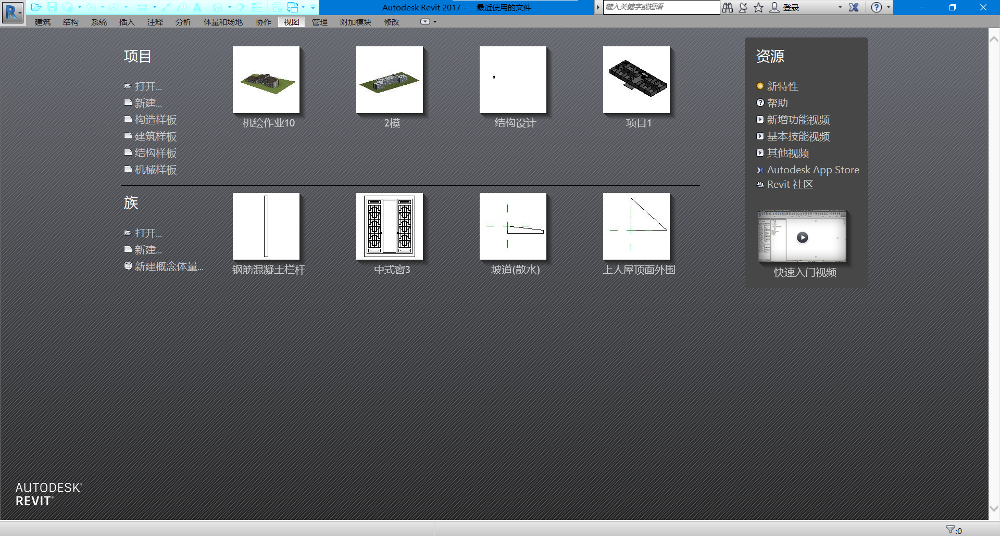 Autodesk Revit 2017 - 最近使用的文件
键入关键字或短语
登录
建筑 结构 系统 插入 注释 分析 体量和场地 协作 视图 管理 附加模块 修改
项目
打开...
新建...
构造样板
建筑样板
结构样板
机械样板
机绘作业10
2模
结构设计
项目1
族
打开...
新建...
新建概念体量...
钢筋混凝土栏杆
中式窗3
坡道(散水)
上人屋顶面外围
资源
新特性
帮助
新增功能视频
基本技能视频
其他视频
Autodesk App Store
Revit 社区
快速入门视频
AUTODESK®
REVIT®
:0